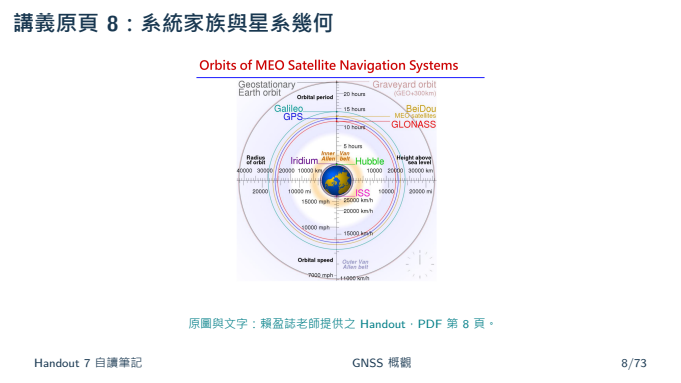 講義原頁 8：系統家族與星系幾何
Orbits of MEO Satellite Navigation Systems
Geostationary
Earth orbit
Graveyard orbit
(GEO+300km)
Orbital period
20 hours
Galileo
15 hours
BeiDou
GPS
MEO satellites
GLONASS
10 hours
5 hours
Inner Van
Allen belt
Radius
of orbit
Iridium
Hubble
Height above
sea level
40000 30000 20000 10000 km
10000 20000 30000 km
20000 10000 mi
ISS
10000 20000 mi
15000 mph
25000 km/h
20000 km/h
10000 mph
15000 km/h
Orbital speed
Outer Van
Allen belt
7000 mph
11000 km/h
原圖與文字：賴盈誌老師提供之 Handout，PDF 第 8 頁。
Handout 7 自讀筆記
GNSS 概觀
8/73